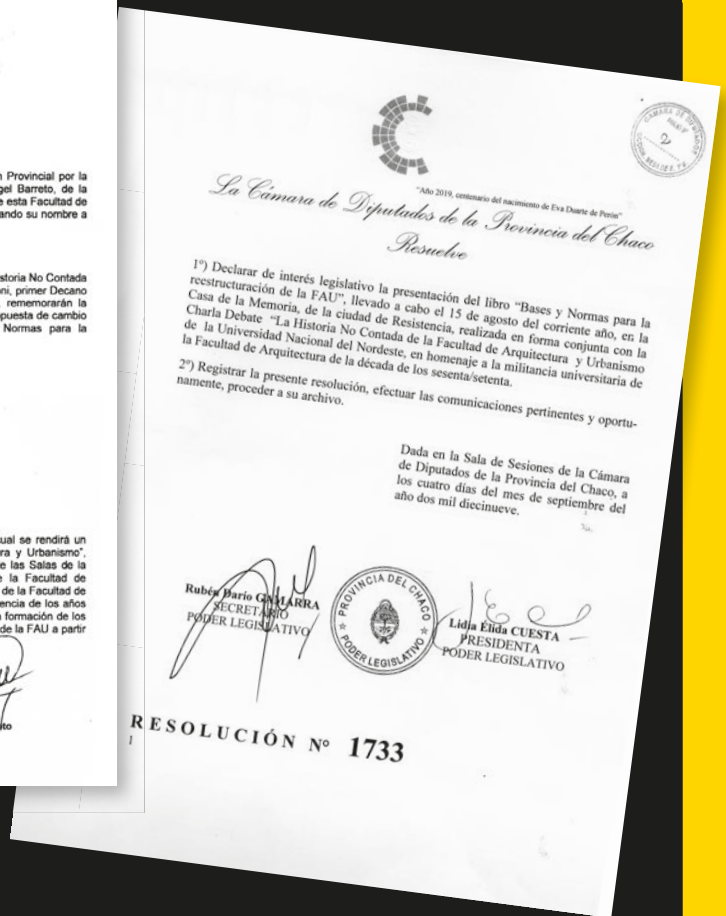 n Provincial por la
gel Barreto, de la
e esta Facultad de
ando su nombre a
storia No Contada
ni, primer Decano
rememorarán la
puesta de cambio
Normas para la
ual se rendirá un
ra y Urbanismo",
e las Salas de la
e la Facultad de
de la Facultad de
encia de los años
formación de los
de la FAU a partir
to
CAMARA DE DIPUTADOS
2
"Año 2019, centenario del nacimiento de Eva Duarte de Perón"
La Cámara de Diputados de la Provincia del Chaco
Resuelve
1º) Declarar de interés legislativo la presentación del libro "Bases y Normas para la
reestructuración de la FAU", llevado a cabo el 15 de agosto del corriente año, en la
Casa de la Memoria, de la ciudad de Resistencia, realizada en forma conjunta con la
Charla Debate "La Historia No Contada de la Facultad de Arquitectura y Urbanismo
de la Universidad Nacional del Nordeste, en homenaje a la militancia universitaria de
la Facultad de Arquitectura de la década de los sesenta/setenta.
2º) Registrar la presente resolución, efectuar las comunicaciones pertinentes y oportu-
namente, proceder a su archivo.
Dada en la Sala de Sesiones de la Cámara
de Diputados de la Provincia del Chaco, a
los cuatro días del mes de septiembre del
año dos mil diecinueve.
Rubén Darío GAMARRA
SECRETARIO
PODER LEGISLATIVO
PROVINCIA DEL CHACO
PODER LEGISLATIVO
Lidia Élida CUESTA
PRESIDENTA
PODER LEGISLATIVO
RESOLUCIÓN Nº 1733
1